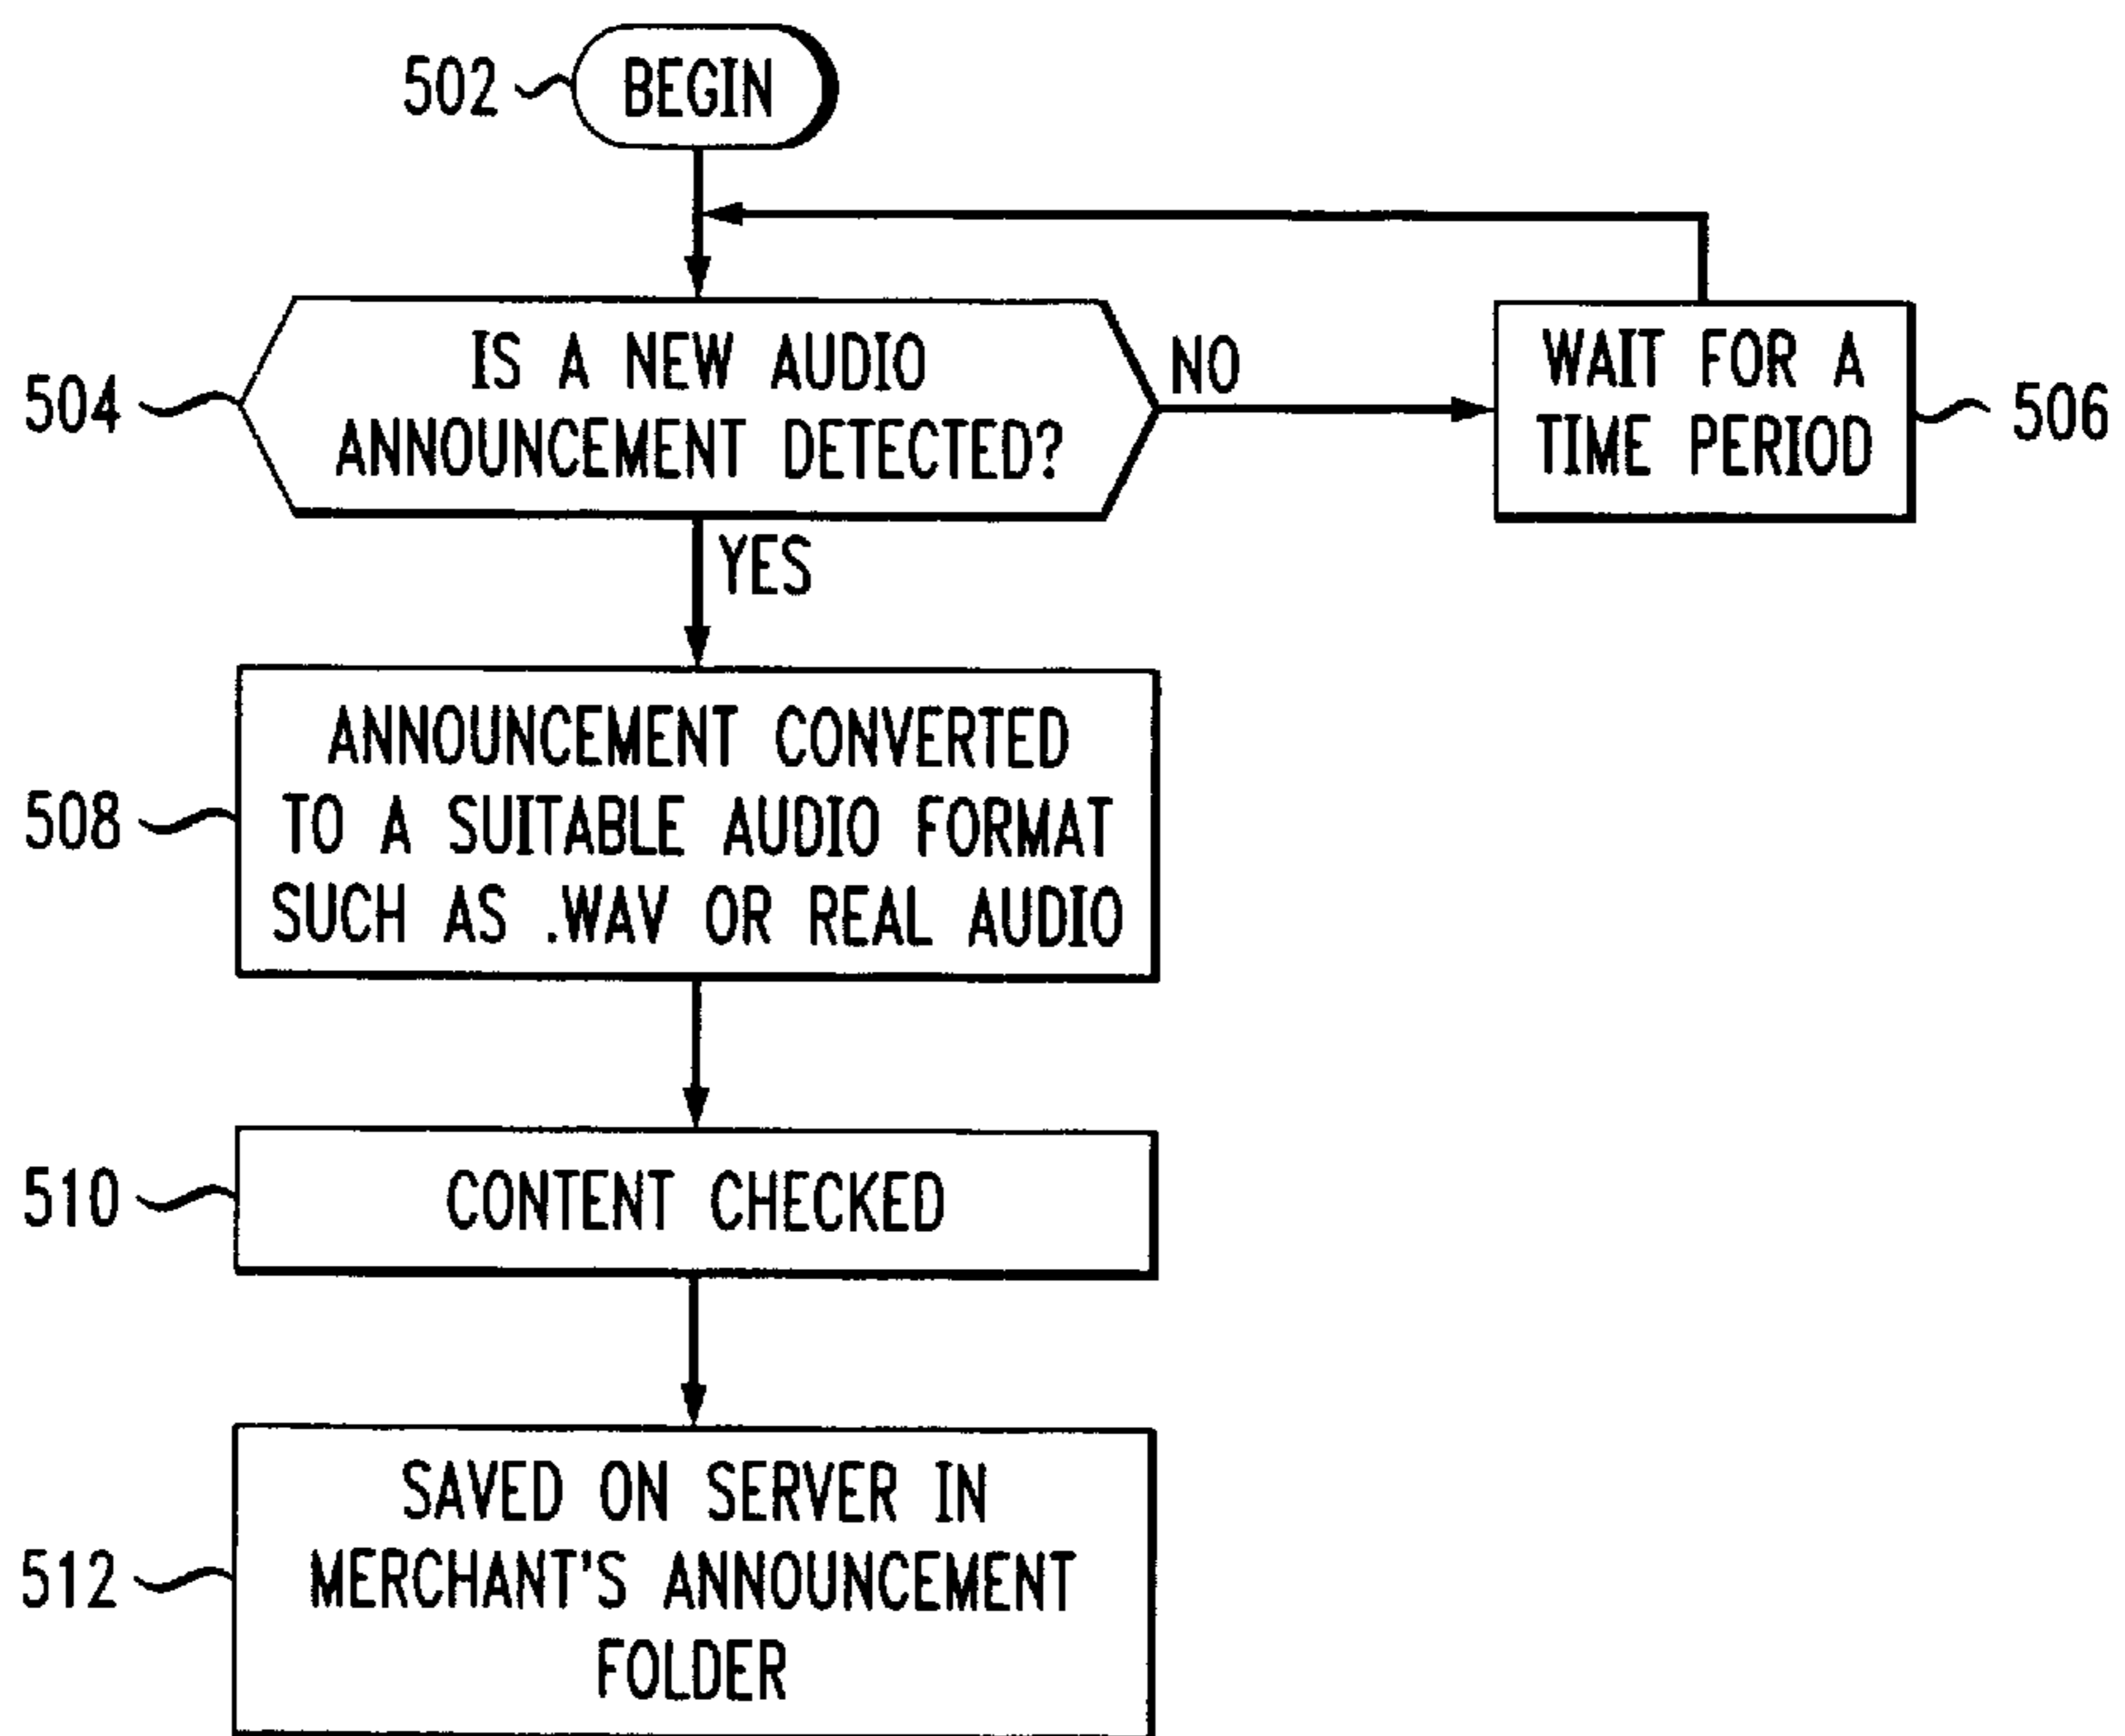 502
BEGIN
504
IS A NEW AUDIO
ANNOUNCEMENT DETECTED?
NO
WAIT FOR A
TIME PERIOD
506
YES
508
ANNOUNCEMENT CONVERTED
TO A SUITABLE AUDIO FORMAT
SUCH AS .WAV OR REAL AUDIO
510
CONTENT CHECKED
512
SAVED ON SERVER IN
MERCHANT'S ANNOUNCEMENT
FOLDER